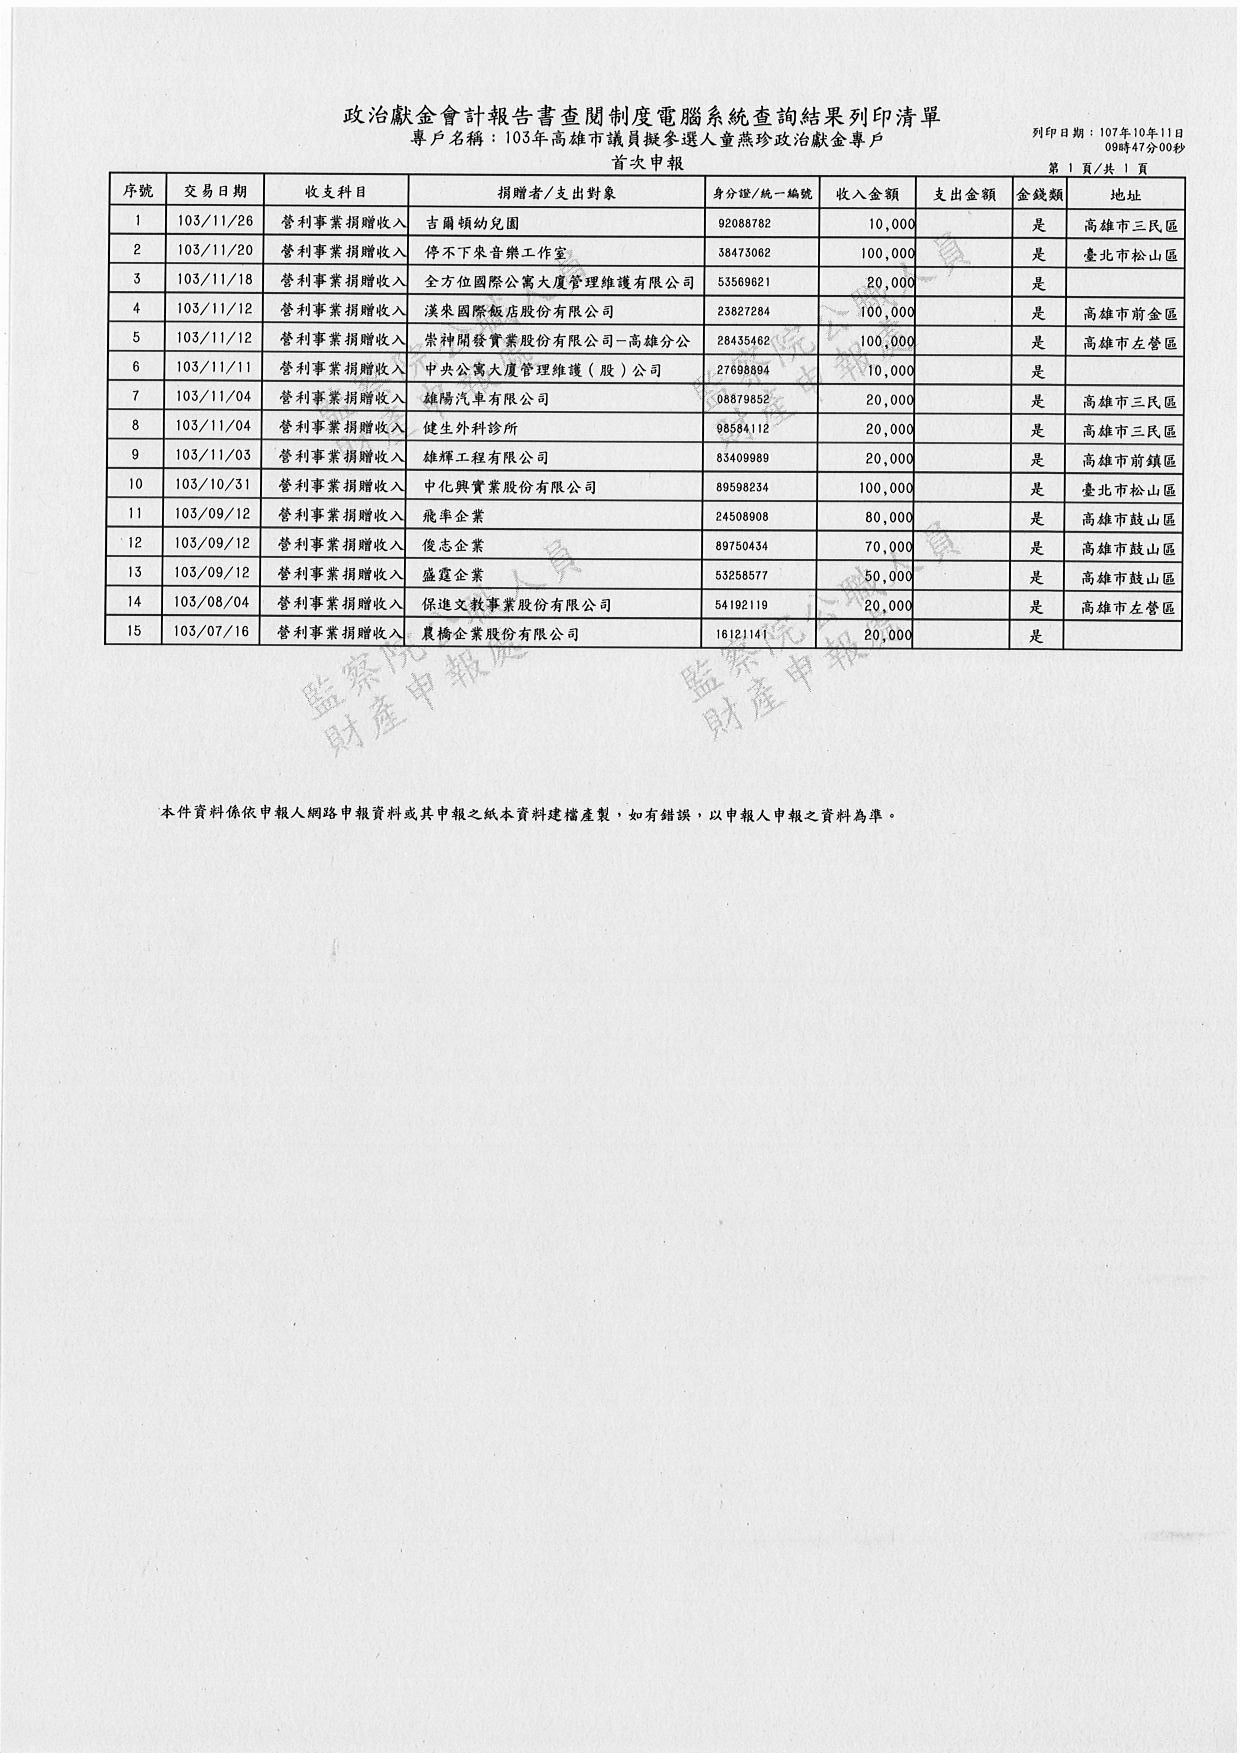 政治獻金會計報告書查閱制度電腦系統查詢結果列印清單
專戶名稱：103年高雄市議員擬參選人童燕珍政治獻金專戶
列印日期：107年10年11日
09時47分00秒
首次申報
第 1 頁/共 1 頁
序號 交易日期 收支科目 捐贈者/支出對象 身分證/統一編號 收入金額 支出金額 金錢類 地址
1 103/11/26 營利事業捐贈收入 吉爾頓幼兒園 92088782 10,000 是 高雄市三民區
2 103/11/20 營利事業捐贈收入 停不下來音樂工作室 38473062 100,000 是 臺北市松山區
3 103/11/18 營利事業捐贈收入 全方位國際公寓大廈管理維護有限公司 53569621 20,000 是
4 103/11/12 營利事業捐贈收入 漢來國際飯店股份有限公司 23827284 100,000 是 高雄市前金區
5 103/11/12 營利事業捐贈收入 崇神開發實業股份有限公司–高雄分公 28435462 100,000 是 高雄市左營區
6 103/11/11 營利事業捐贈收入 中央公寓大廈管理維護(股)公司 27698894 10,000 是
7 103/11/04 營利事業捐贈收入 雄陽汽車有限公司 08879852 20,000 是 高雄市三民區
8 103/11/04 營利事業捐贈收入 健生外科診所 98584112 20,000 是 高雄市三民區
9 103/11/03 營利事業捐贈收入 雄輝工程有限公司 83409989 20,000 是 高雄市前鎮區
10 103/10/31 營利事業捐贈收入 中化興實業股份有限公司 89598234 100,000 是 臺北市松山區
11 103/09/12 營利事業捐贈收入 飛率企業 24508908 80,000 是 高雄市鼓山區
12 103/09/12 營利事業捐贈收入 俊志企業 89750434 70,000 是 高雄市鼓山區
13 103/09/12 營利事業捐贈收入 盛霆企業 53258577 50,000 是 高雄市鼓山區
14 103/08/04 營利事業捐贈收入 保進文教事業股份有限公司 54192119 20,000 是 高雄市左營區
15 103/07/16 營利事業捐贈收入 農橋企業股份有限公司 16121141 20,000 是
監察院公職人員
財產申報處
監察院公職人員
財產申報處
監察院公職人員
財產申報處
監察院公職人員
財產申報處
本件資料係依申報人網路申報資料或其申報之紙本資料建檔產製，如有錯誤，以申報人申報之資料為準。